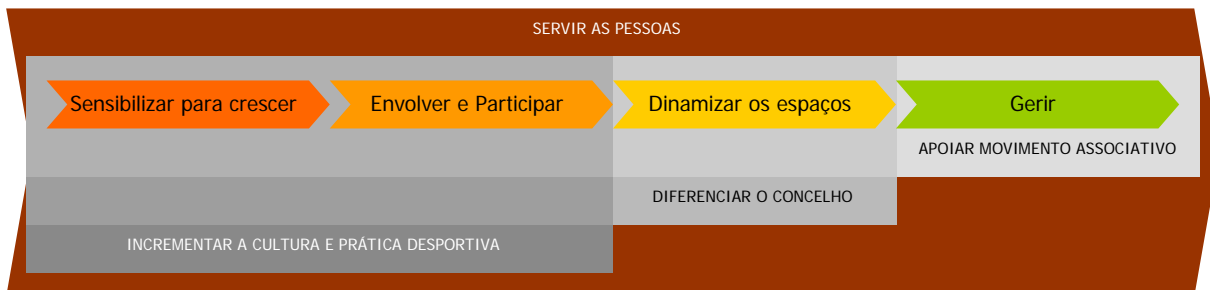 SERVIR AS PESSOAS
Sensibilizar para crescer
Envolver e Participar
Dinamizar os espaços
Gerir
APOIAR MOVIMENTO ASSOCIATIVO
DIFERENCIAR O CONCELHO
INCREMENTAR A CULTURA E PRÁTICA DESPORTIVA